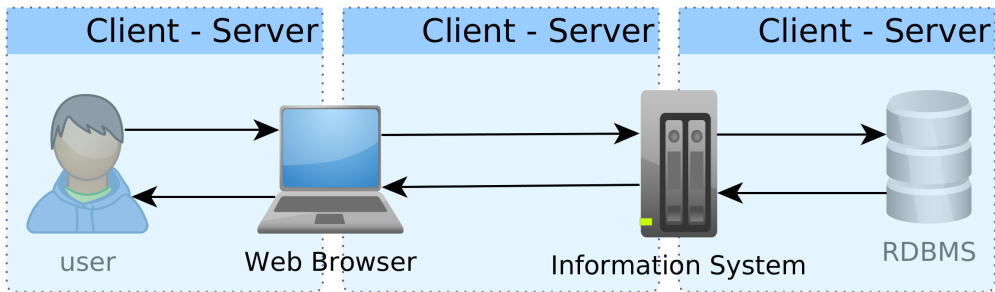 Client - Server
Client - Server
Client - Server
user
Web Browser
Information System
RDBMS